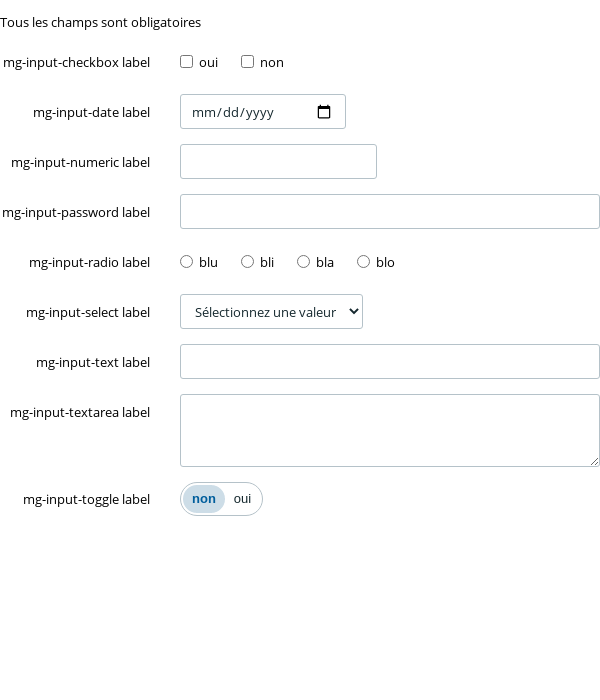 Tous les champs sont obligatoires
mg-input-checkbox label oui non
mg-input-date label mm/dd/yyyy
mg-input-numeric label
mg-input-password label
mg-input-radio label blu bli bla blo
mg-input-select label Sélectionnez une valeur
mg-input-text label
mg-input-textarea label
mg-input-toggle label non oui